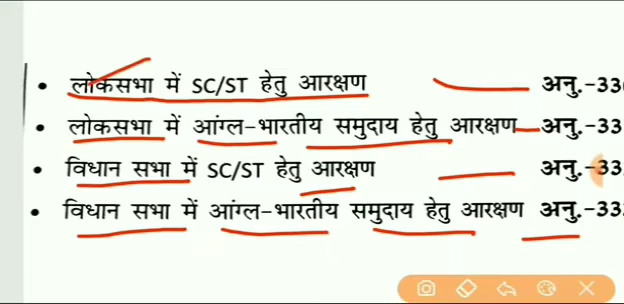 • लोकसभा में SC/ST हेतु आरक्षण अनु.-33
• लोकसभा में आंग्ल-भारतीय समुदाय हेतु आरक्षण अनु.-33
• विधान सभा में SC/ST हेतु आरक्षण अनु.-33
• विधान सभा में आंग्ल-भारतीय समुदाय हेतु आरक्षण अनु.-33